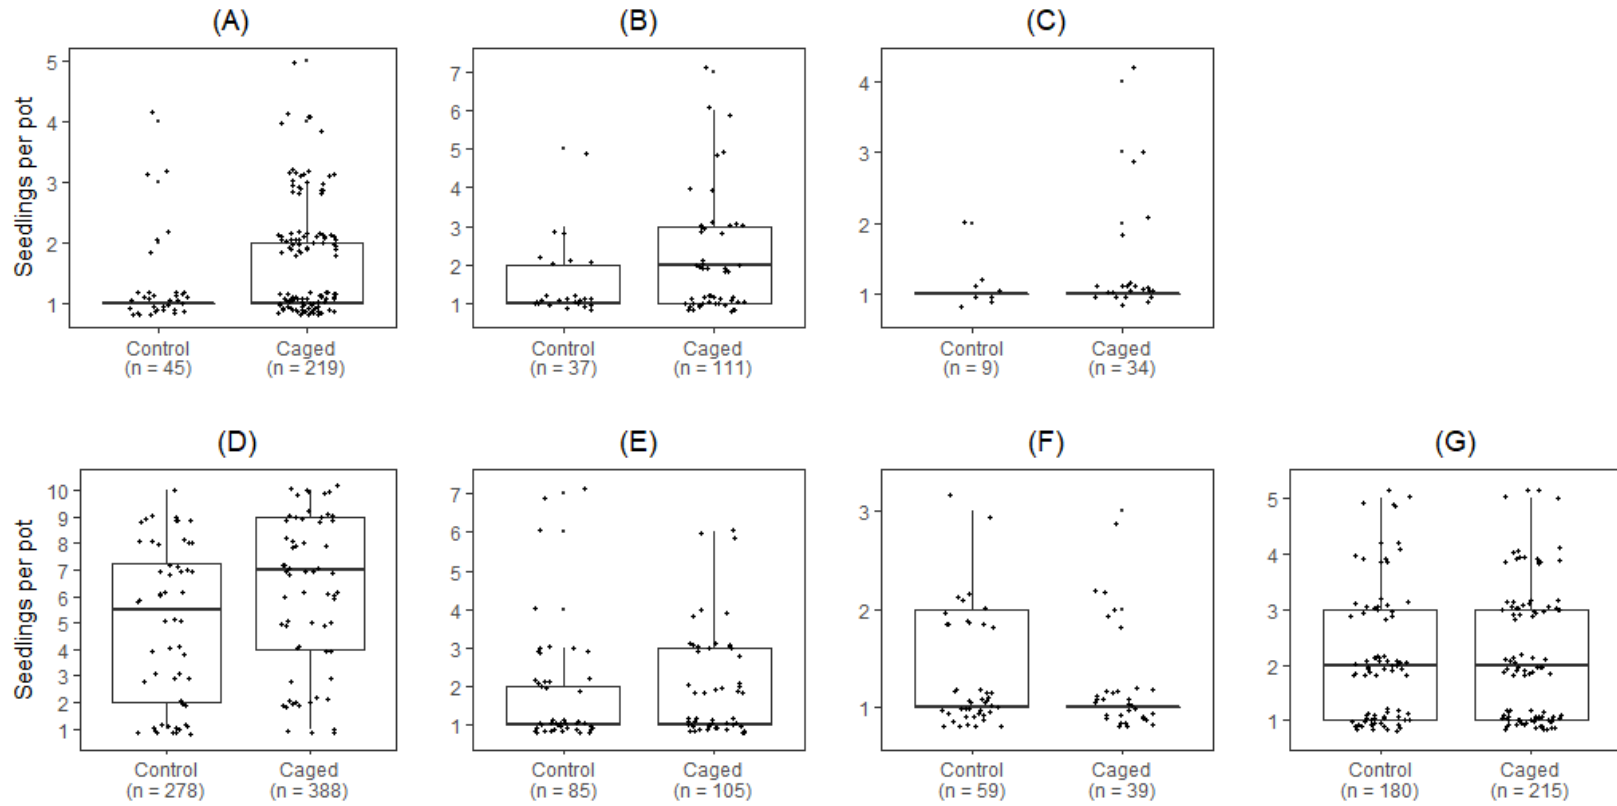 (A)
(B)
(C)
Seedlings per pot
5
4
3
2
1
7
6
5
4
3
2
1
4
3
2
1
Control
(n = 45)
Caged
(n = 219)
Control
(n = 37)
Caged
(n = 111)
Control
(n = 9)
Caged
(n = 34)
(D)
(E)
(F)
(G)
Seedlings per pot
10
9
8
7
6
5
4
3
2
1
7
6
5
4
3
2
1
3
2
1
5
4
3
2
1
Control
(n = 278)
Caged
(n = 388)
Control
(n = 85)
Caged
(n = 105)
Control
(n = 59)
Caged
(n = 39)
Control
(n = 180)
Caged
(n = 215)